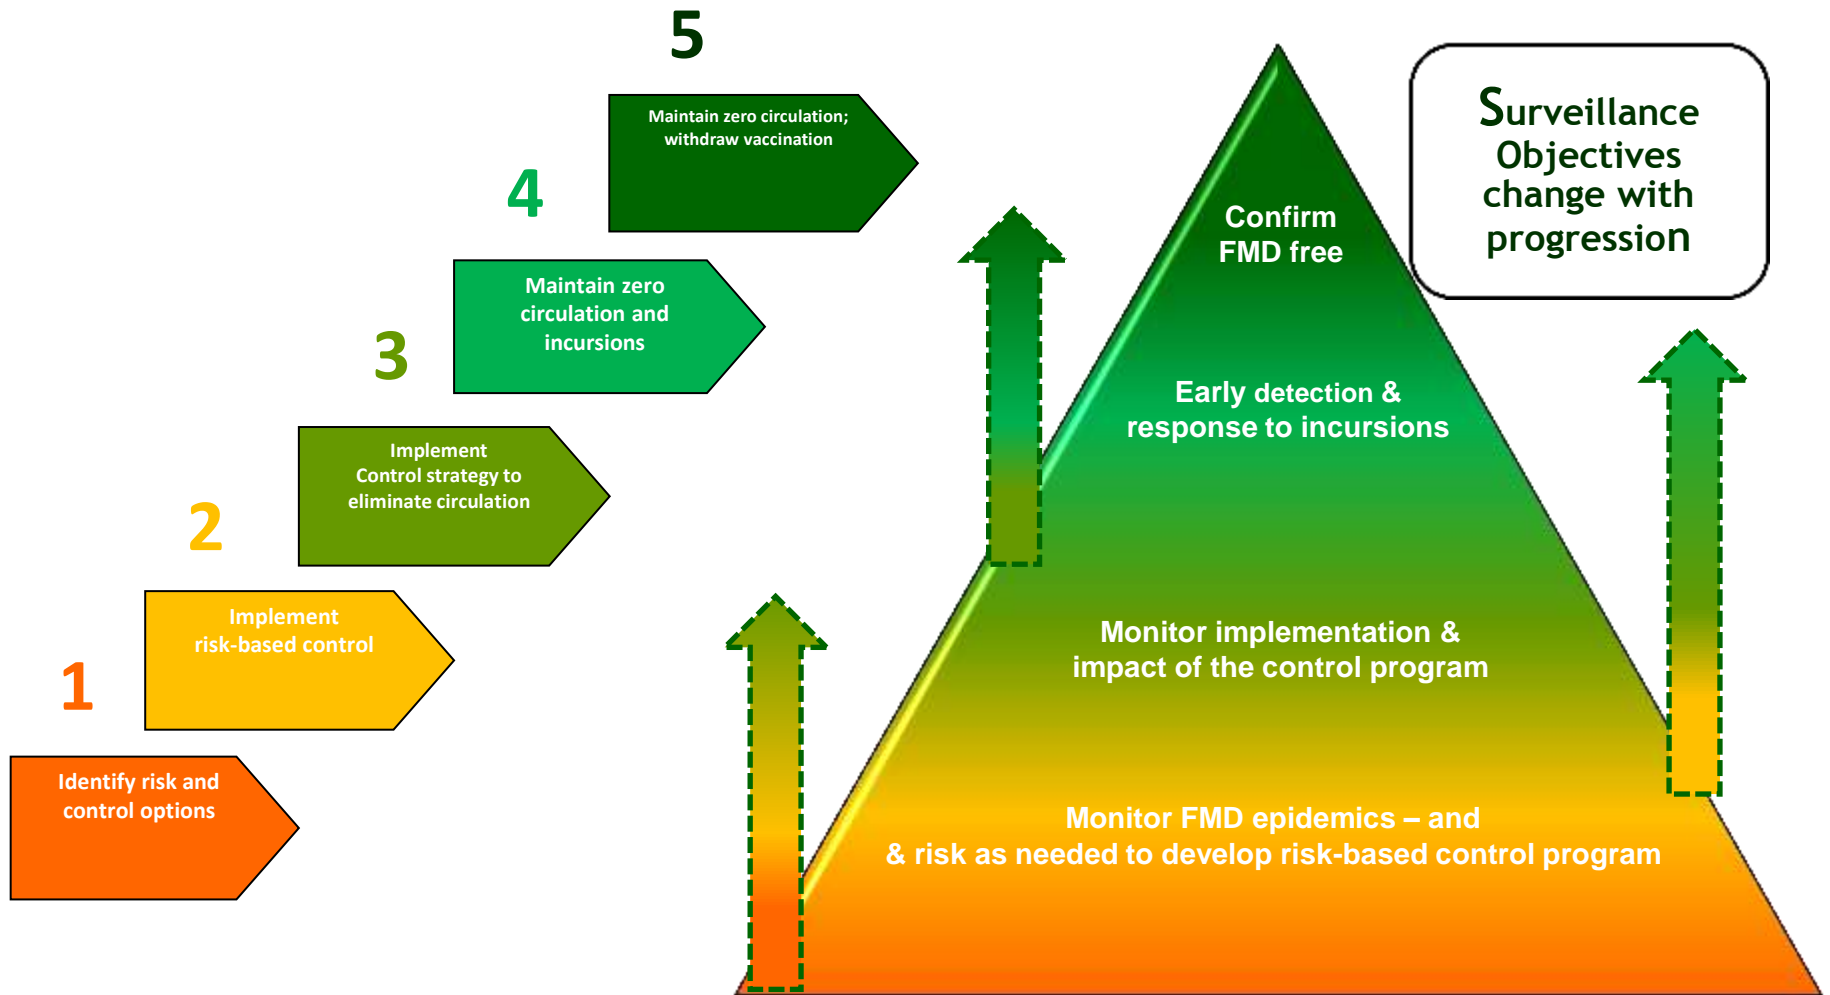 5
Maintain zero circulation;
withdraw vaccination
4
Maintain zero
circulation and
incursions
3
Implement
Control strategy to
eliminate circulation
2
Implement
risk-based control
1
Identify risk and
control options
Surveillance
Objectives
change with
progression
Confirm
FMD free
Early detection &
response to incursions
Monitor implementation &
impact of the control program
Monitor FMD epidemics – and
& risk as needed to develop risk-based control program